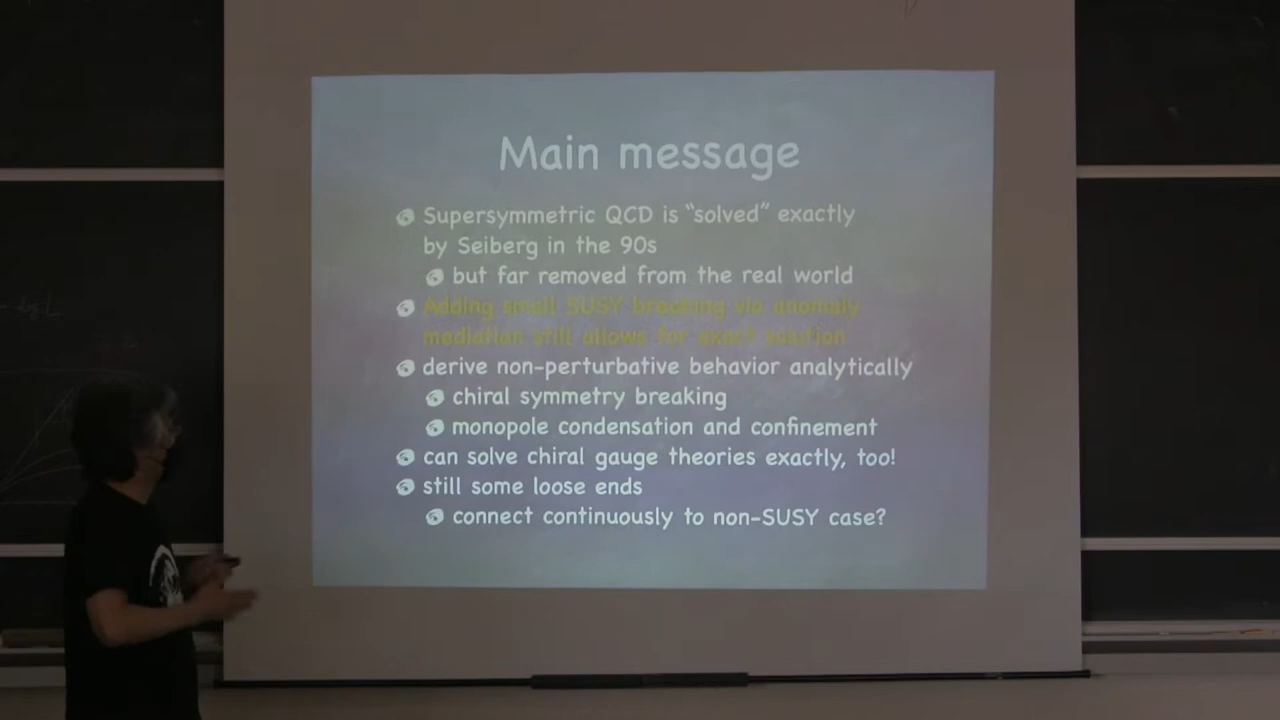 Main message
Supersymmetric QCD is “solved” exactly
by Seiberg in the 90s
but far removed from the real world
Adding small SUSY breaking via anomaly
mediation still allows for exact solution
derive non-perturbative behavior analytically
chiral symmetry breaking
monopole condensation and confinement
can solve chiral gauge theories exactly, too!
still some loose ends
connect continuously to non-SUSY case?